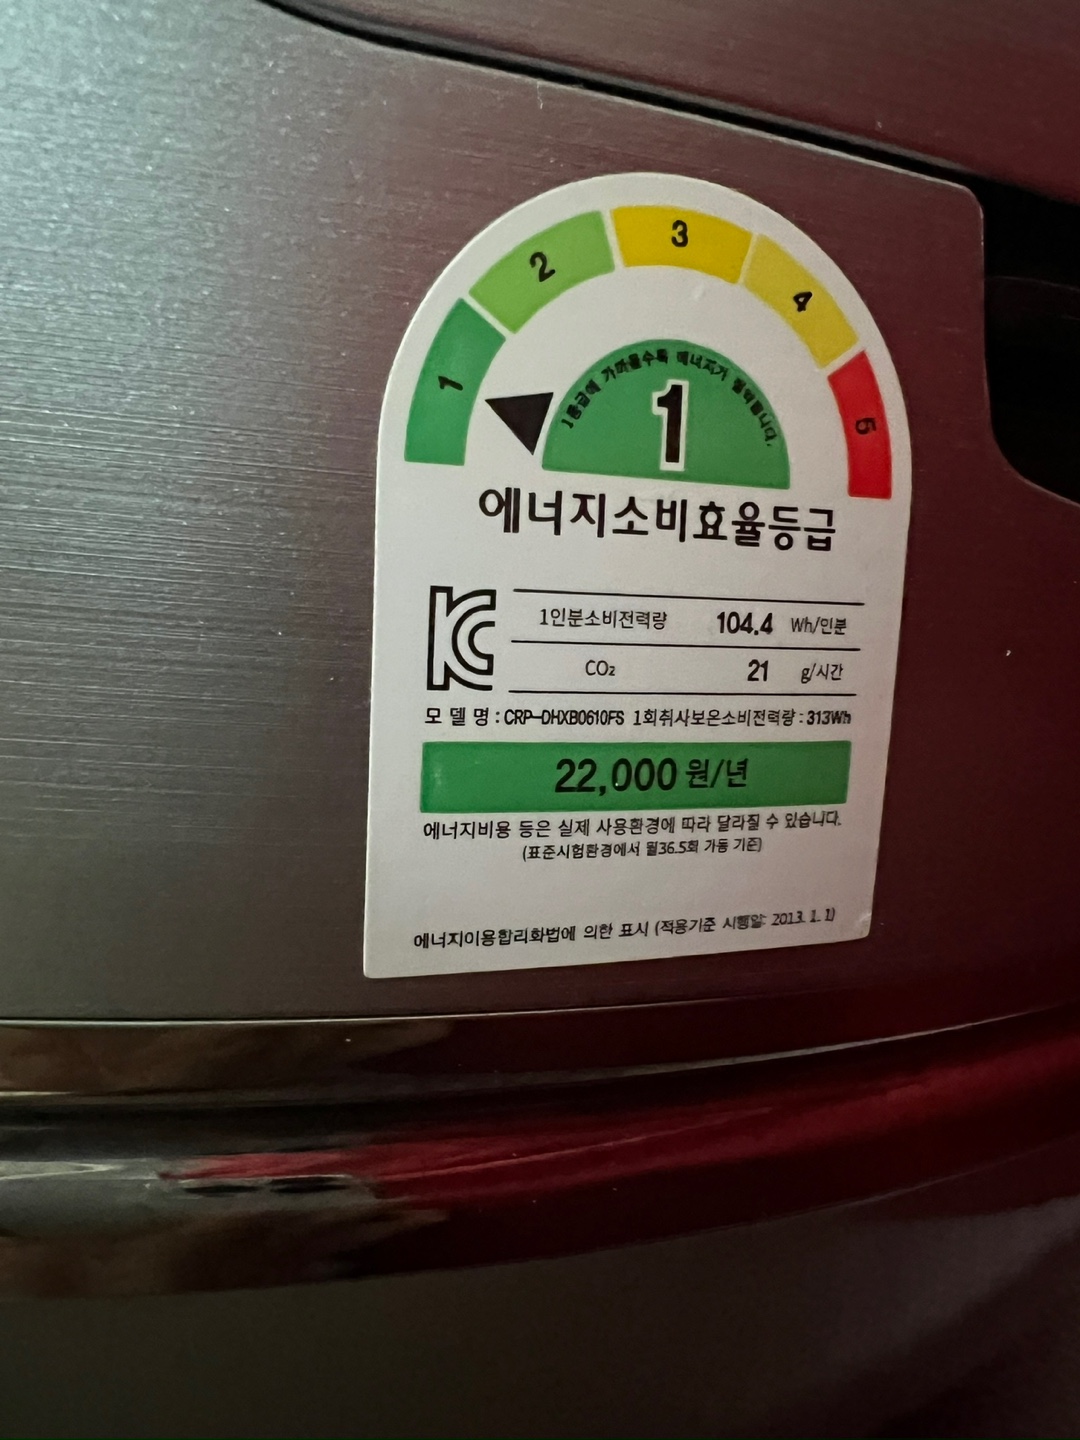 1
2
3
4
5
1등급에 가까울수록 에너지가 절약됩니다.
1
에너지소비효율등급
1인분소비전력량 104.4 Wh/인분
CO₂ 21 g/시간
모델명 : CRP-DHXB0610FS 1회취사보온소비전력량 : 313Wh
22,000 원/년
에너지비용 등은 실제 사용환경에 따라 달라질 수 있습니다.
(표준시험환경에서 월36.5회 가동 기준)
에너지이용합리화법에 의한 표시 (적용기준 시행일: 2013. 1. 1)